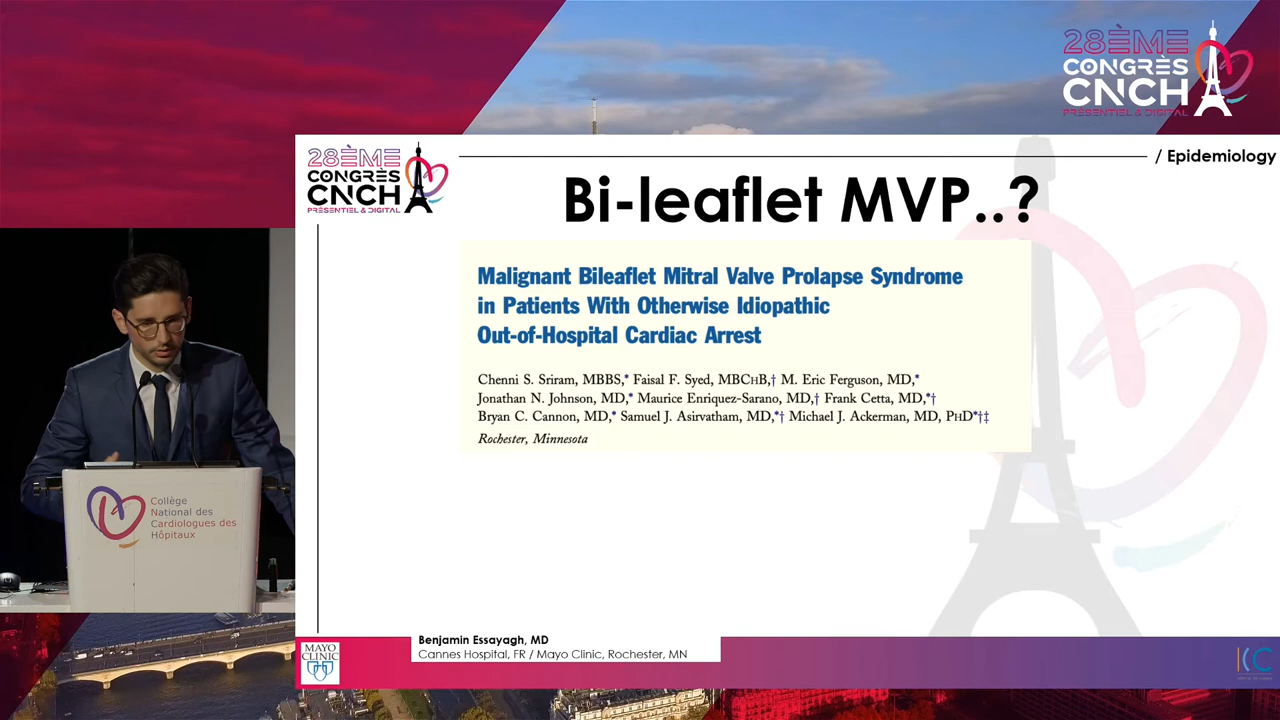 28ÈME
CONGRÈS
CNCH
PRÉSENTIEL & DIGITAL
28ÈME
CONGRÈS
CNCH
PRÉSENTIEL & DIGITAL
/ Epidemiology
Bi-leaflet MVP..?
Malignant Bileaflet Mitral Valve Prolapse Syndrome
in Patients With Otherwise Idiopathic
Out-of-Hospital Cardiac Arrest
Chenni S. Sriram, MBBS,* Faisal F. Syed, MBCHB,† M. Eric Ferguson, MD,*
Jonathan N. Johnson, MD,* Maurice Enriquez-Sarano, MD,† Frank Cetta, MD,*†
Bryan C. Cannon, MD,* Samuel J. Asirvatham, MD,*† Michael J. Ackerman, MD, PHD*†‡
Rochester, Minnesota
Collège
National des
Cardiologues des
Hôpitaux
Benjamin Essayagh, MD
Cannes Hospital, FR / Mayo Clinic, Rochester, MN
MAYO
CLINIC